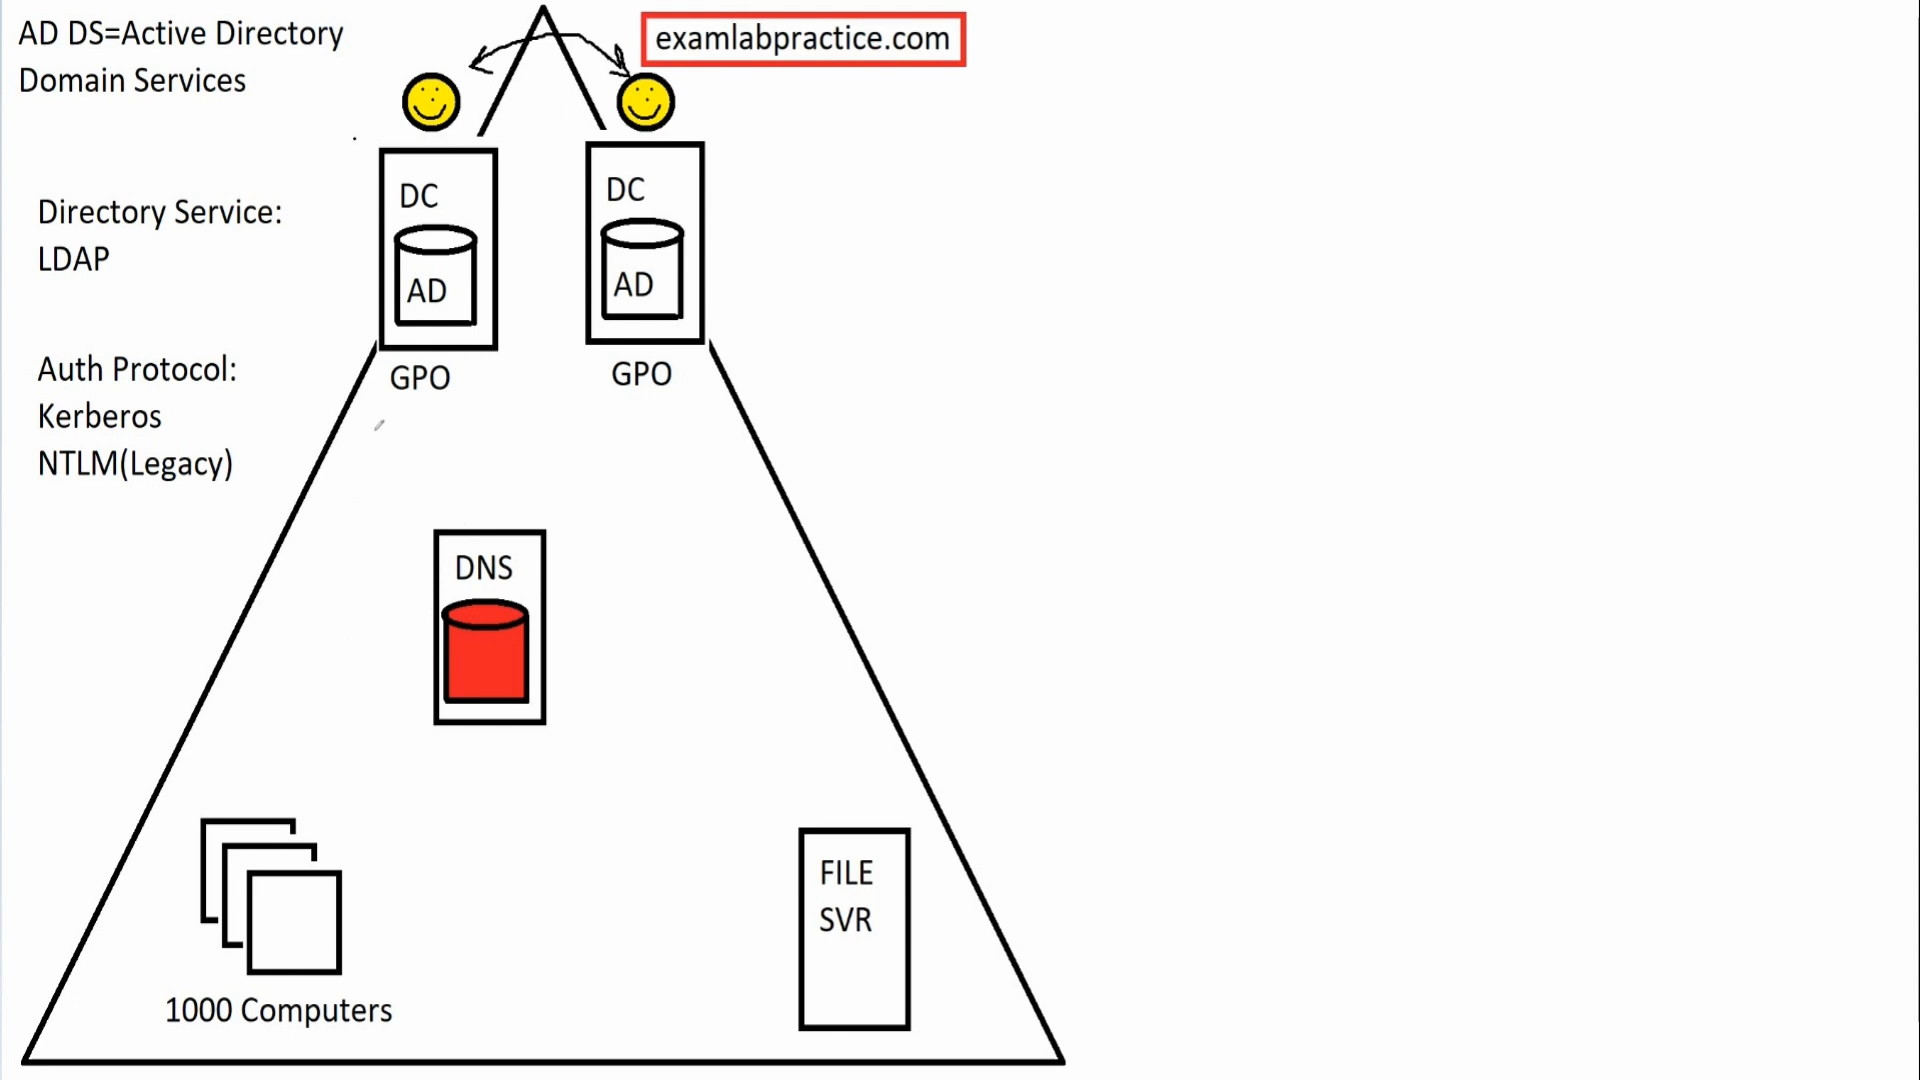 AD DS=Active Directory
Domain Services
examlabpractice.com
Directory Service:
LDAP
Auth Protocol:
Kerberos
NTLM(Legacy)
DC
AD
GPO
DC
AD
GPO
DNS
1000 Computers
FILE
SVR